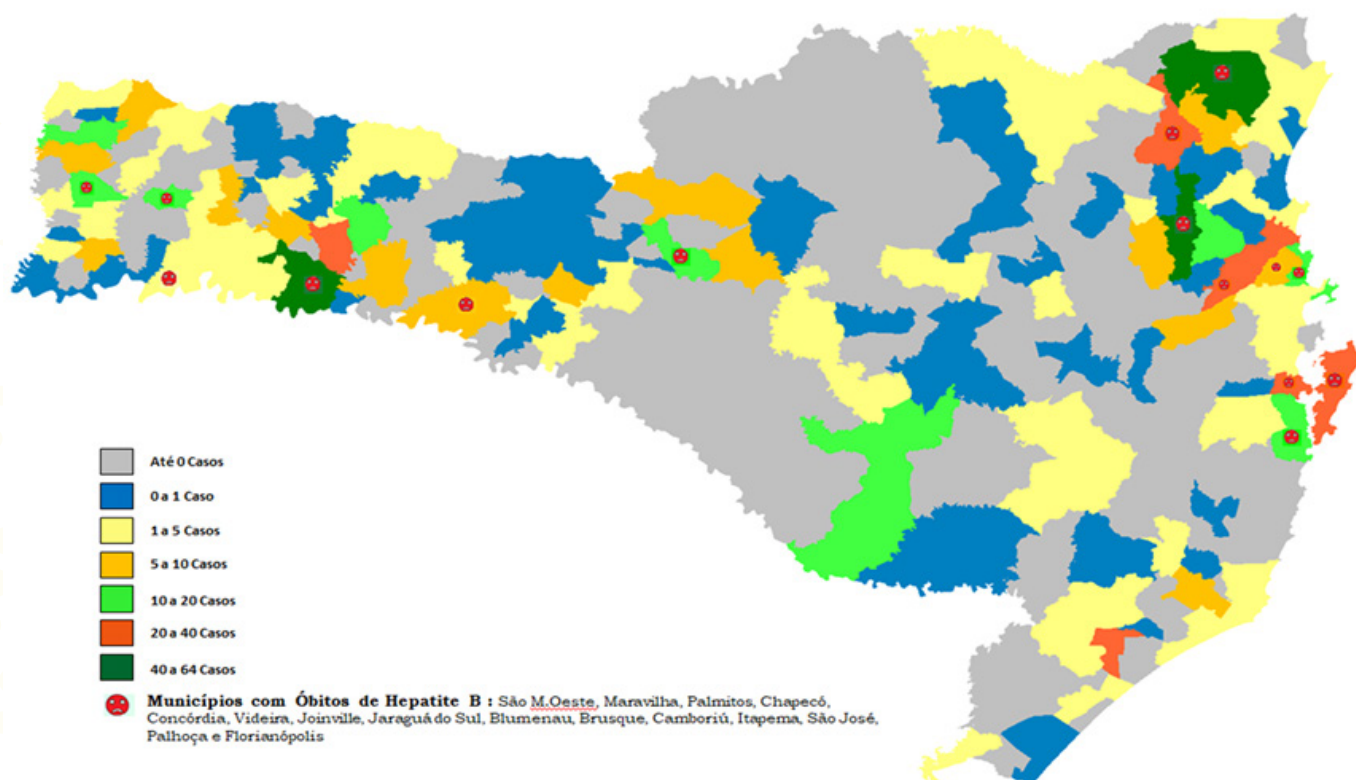 Até 0 Casos
0 a 1 Caso
1 a 5 Casos
5 a 10 Casos
10 a 20 Casos
20 a 40 Casos
40 a 64 Casos
Municípios com Óbitos de Hepatite B : São M.Oeste, Maravilha, Palmitos, Chapecó,
Concórdia, Videira, Joinville, Jaraguá do Sul, Blumenau, Brusque, Camboriú, Itapema, São José,
Palhoça e Florianópolis